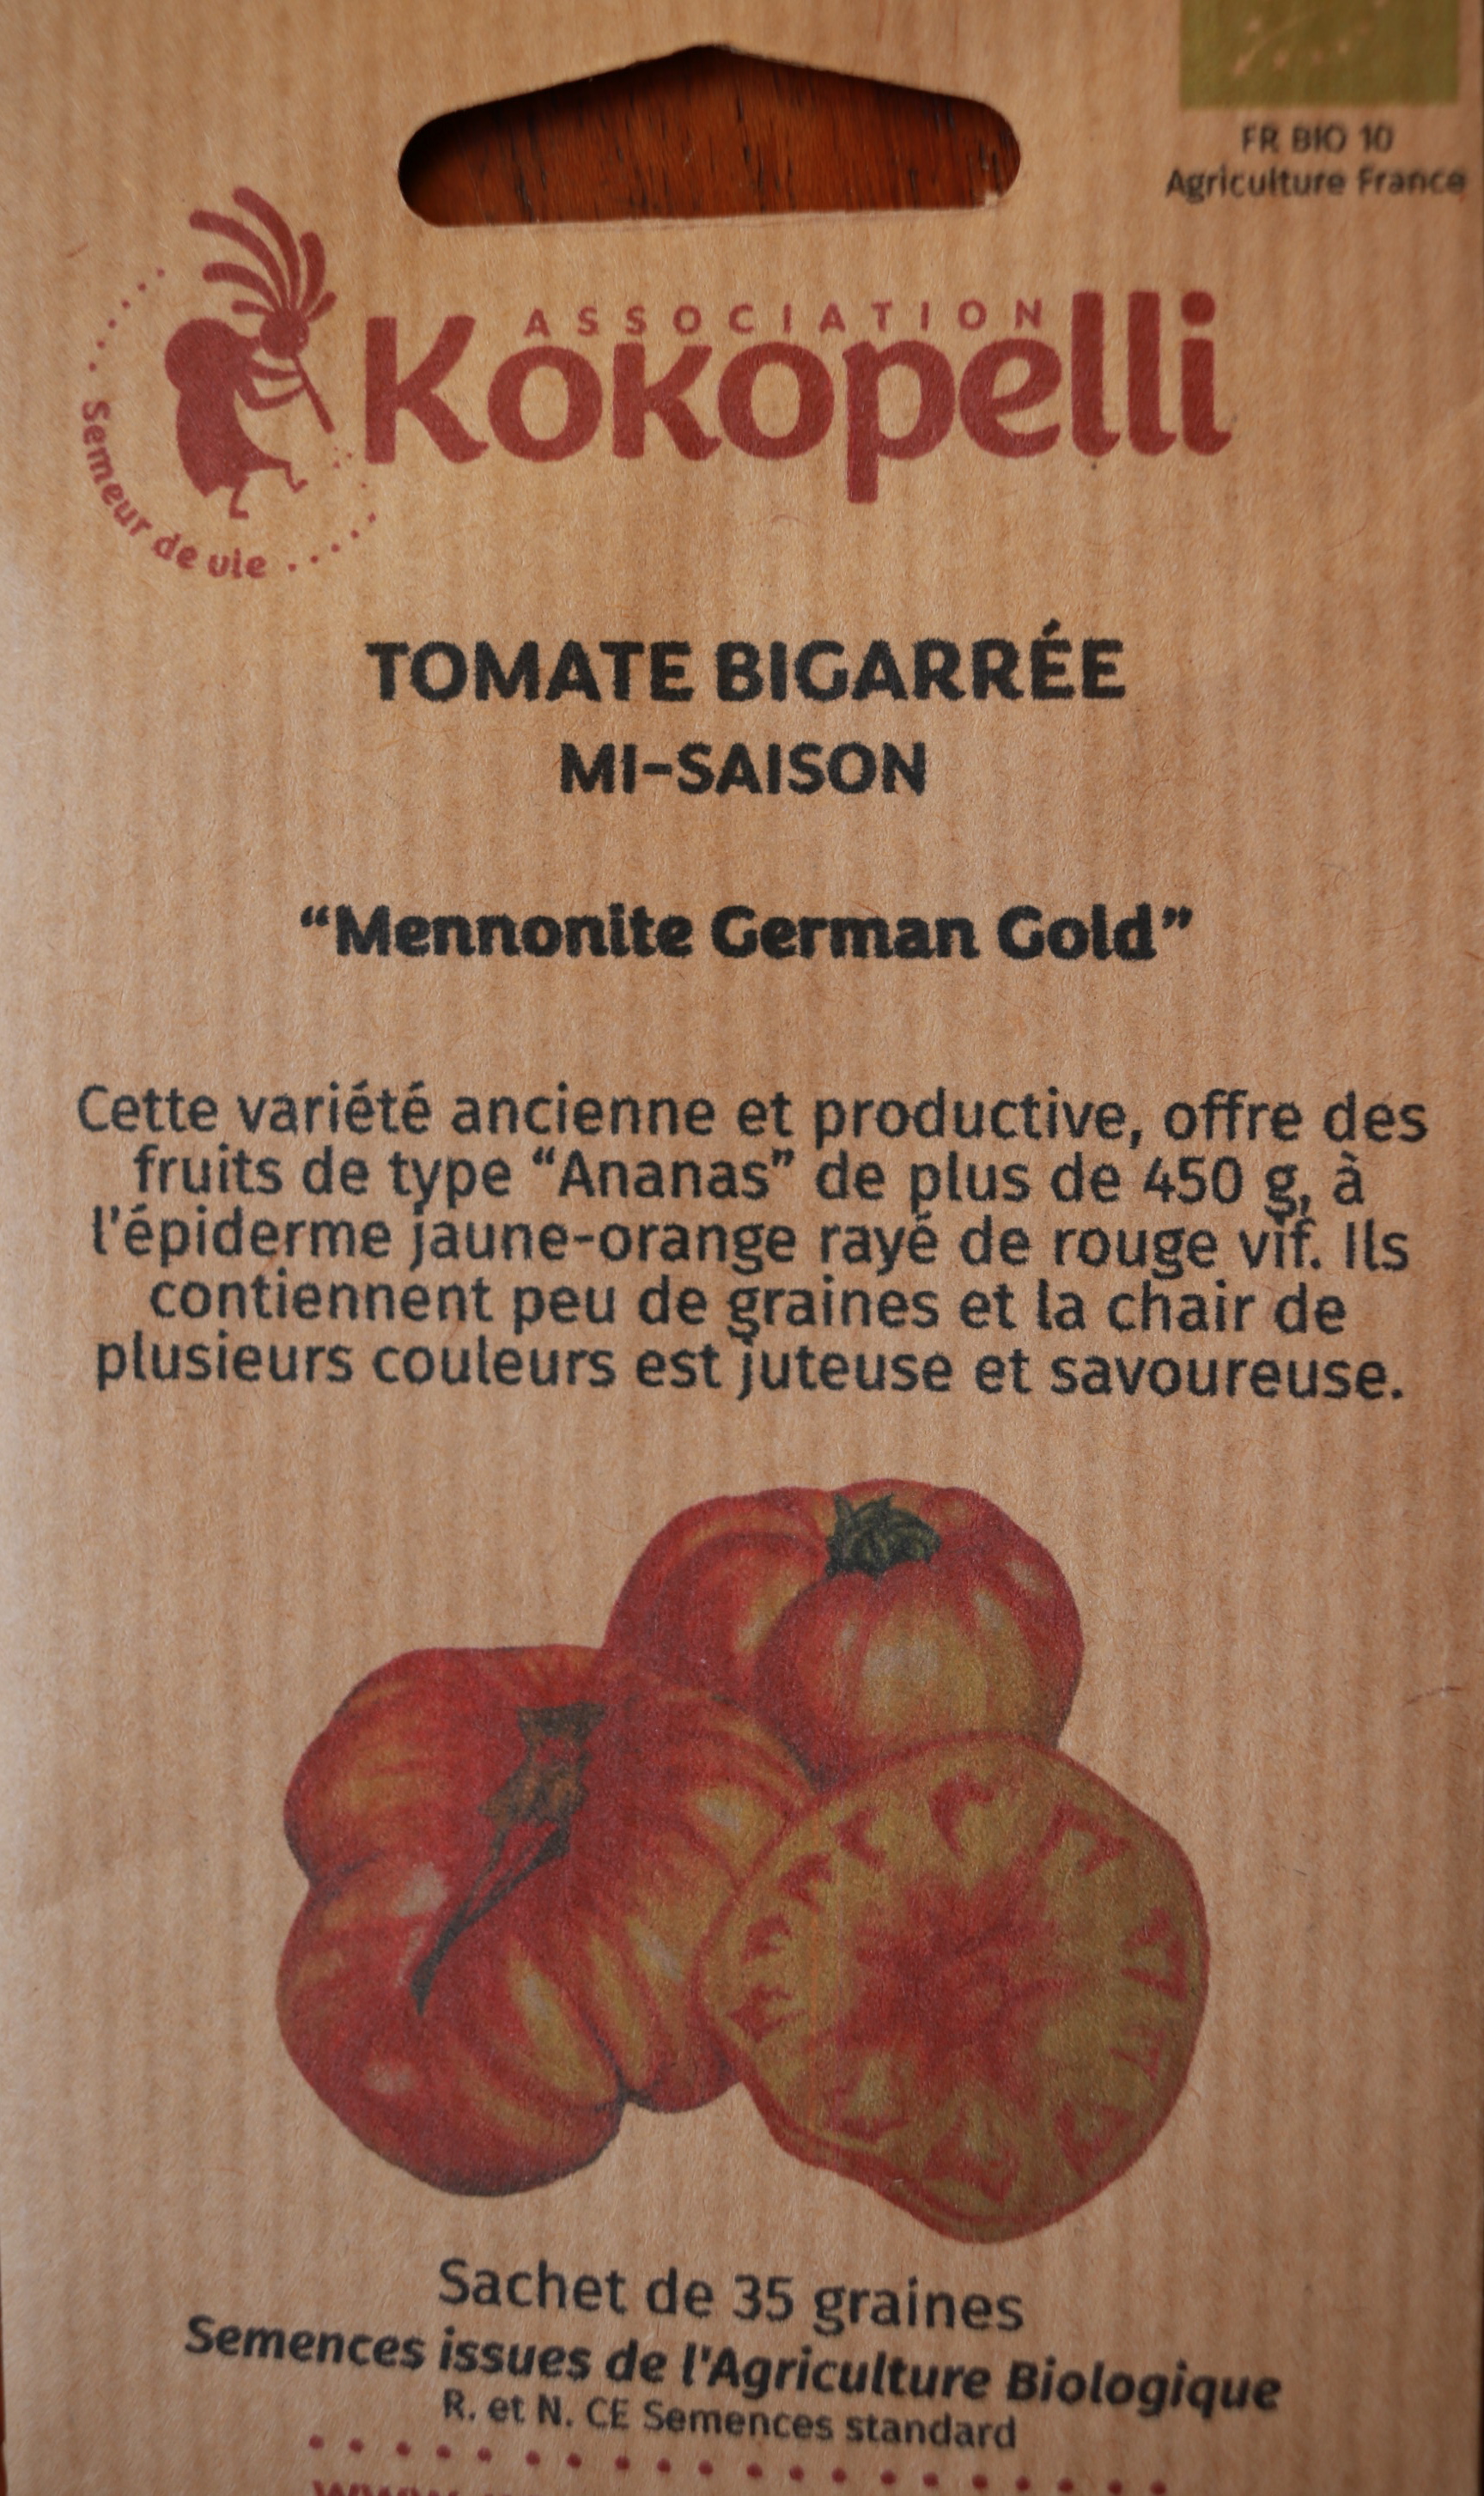 FR BIO 10
Agriculture France
ASSOCIATION
Kokopelli
Semeur de vie
TOMATE BIGARRÉE
MI-SAISON
“Mennonite German Gold”
Cette variété ancienne et productive, offre des
fruits de type “Ananas” de plus de 450 g, à
l'épiderme jaune-orange rayé de rouge vif. Ils
contiennent peu de graines et la chair de
plusieurs couleurs est juteuse et savoureuse.
Sachet de 35 graines
Semences issues de l'Agriculture Biologique
R. et N. CE Semences standard